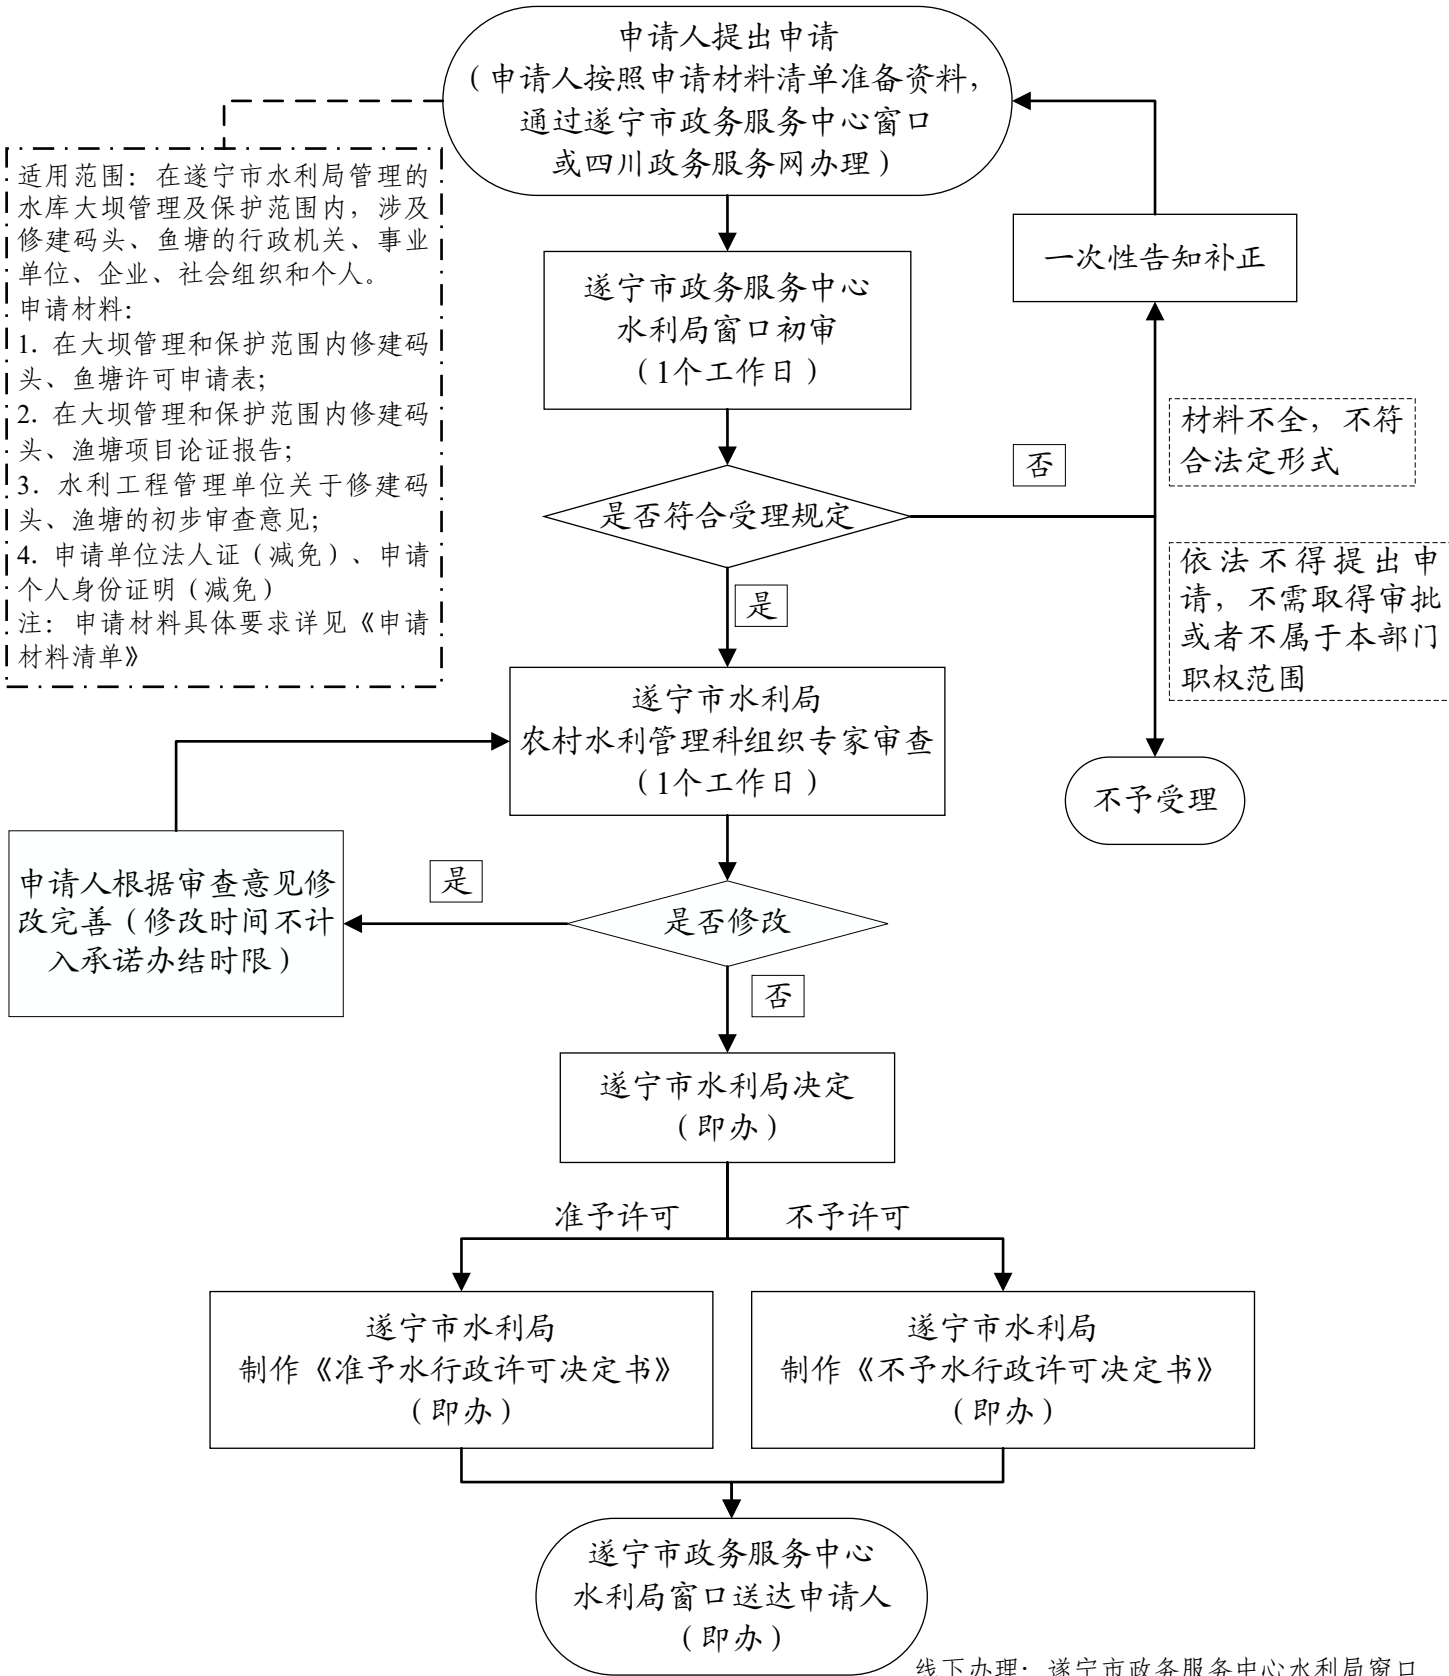 申请人提出申请
（申请人按照申请材料清单准备资料，
通过遂宁市政务服务中心窗口
或四川政务服务网办理）
适用范围：在遂宁市水利局管理的
水库大坝管理及保护范围内，涉及
修建码头、鱼塘的行政机关、事业
单位、企业、社会组织和个人。
申请材料：
1. 在大坝管理和保护范围内修建码
头、鱼塘许可申请表；
2. 在大坝管理和保护范围内修建码
头、渔塘项目论证报告；
3. 水利工程管理单位关于修建码
头、渔塘的初步审查意见；
4. 申请单位法人证（减免）、申请
个人身份证明（减免）
注：申请材料具体要求详见《申请
材料清单》
一次性告知补正
遂宁市政务服务中心
水利局窗口初审
（1个工作日）
材料不全，不符
合法定形式
否
是否符合受理规定
依法不得提出申
请，不需取得审批
或者不属于本部门
职权范围
是
遂宁市水利局
农村水利管理科组织专家审查
（1个工作日）
不予受理
申请人根据审查意见修
改完善（修改时间不计
入承诺办结时限）
是
是否修改
否
遂宁市水利局决定
（即办）
准予许可
不予许可
遂宁市水利局
制作《准予水行政许可决定书》
（即办）
遂宁市水利局
制作《不予水行政许可决定书》
（即办）
遂宁市政务服务中心
水利局窗口送达申请人
（即办）
线下办理：遂宁市政务服务中心水利局窗口